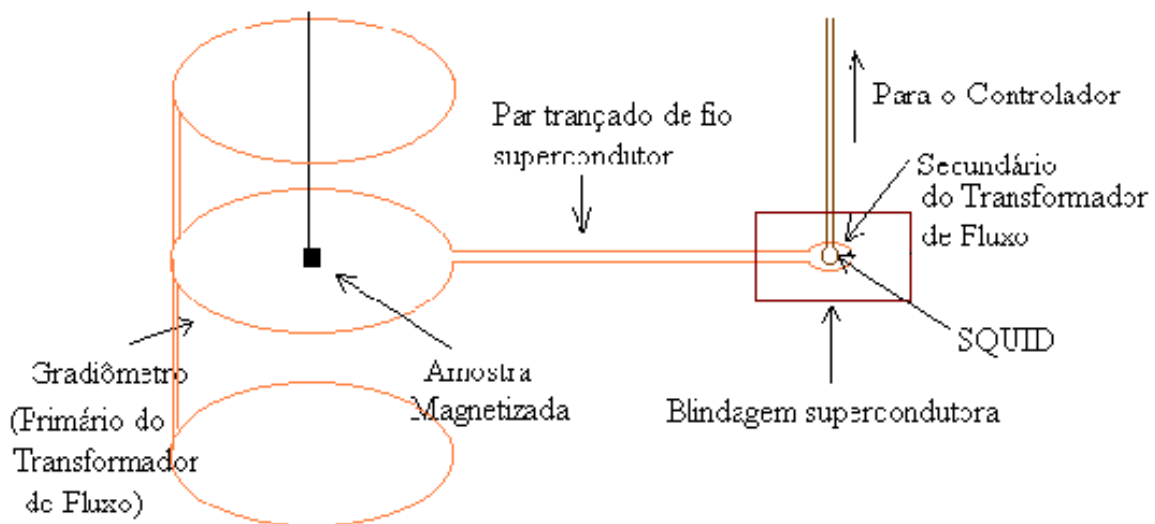 Par trançado de fio
supercondutor
Para o Controlador
Secundário
do Transformador
de Fluxo
SQUID
Blindagem supercondutora
Amostra
Magnetizada
Gradiômetro
(Primário do
Transformador
de Fluxo)